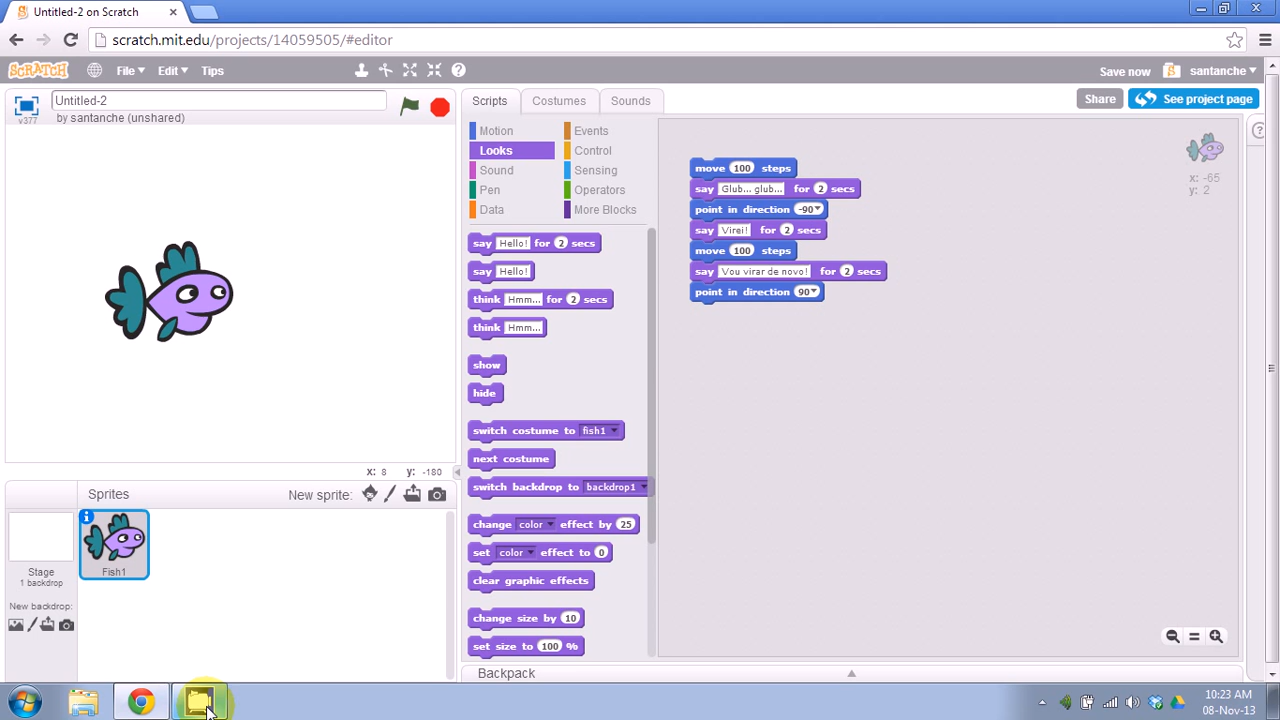 Untitled-2 on Scratch
scratch.mit.edu/projects/14059505/#editor
SCRATCH File Edit Tips Save now santanche
Untitled-2
by santanche (unshared)
v377
Scripts Costumes Sounds Share See project page
Motion Events
Looks Control
Sound Sensing
Pen Operators
Data More Blocks
say Hello! for 2 secs
say Hello!
think Hmm... for 2 secs
think Hmm...
show
hide
switch costume to fish1
next costume
switch backdrop to backdrop1
change color effect by 25
set color effect to 0
clear graphic effects
change size by 10
set size to 100 %
move 100 steps
say Glub... glub... for 2 secs
point in direction -90
say Virei! for 2 secs
move 100 steps
say Vou virar de novo! for 2 secs
point in direction 90
x: -65
y: 2
x: 8 y: -180
Sprites New sprite:
Stage
1 backdrop
New backdrop:
Fish1
Backpack
10:23 AM
08-Nov-13